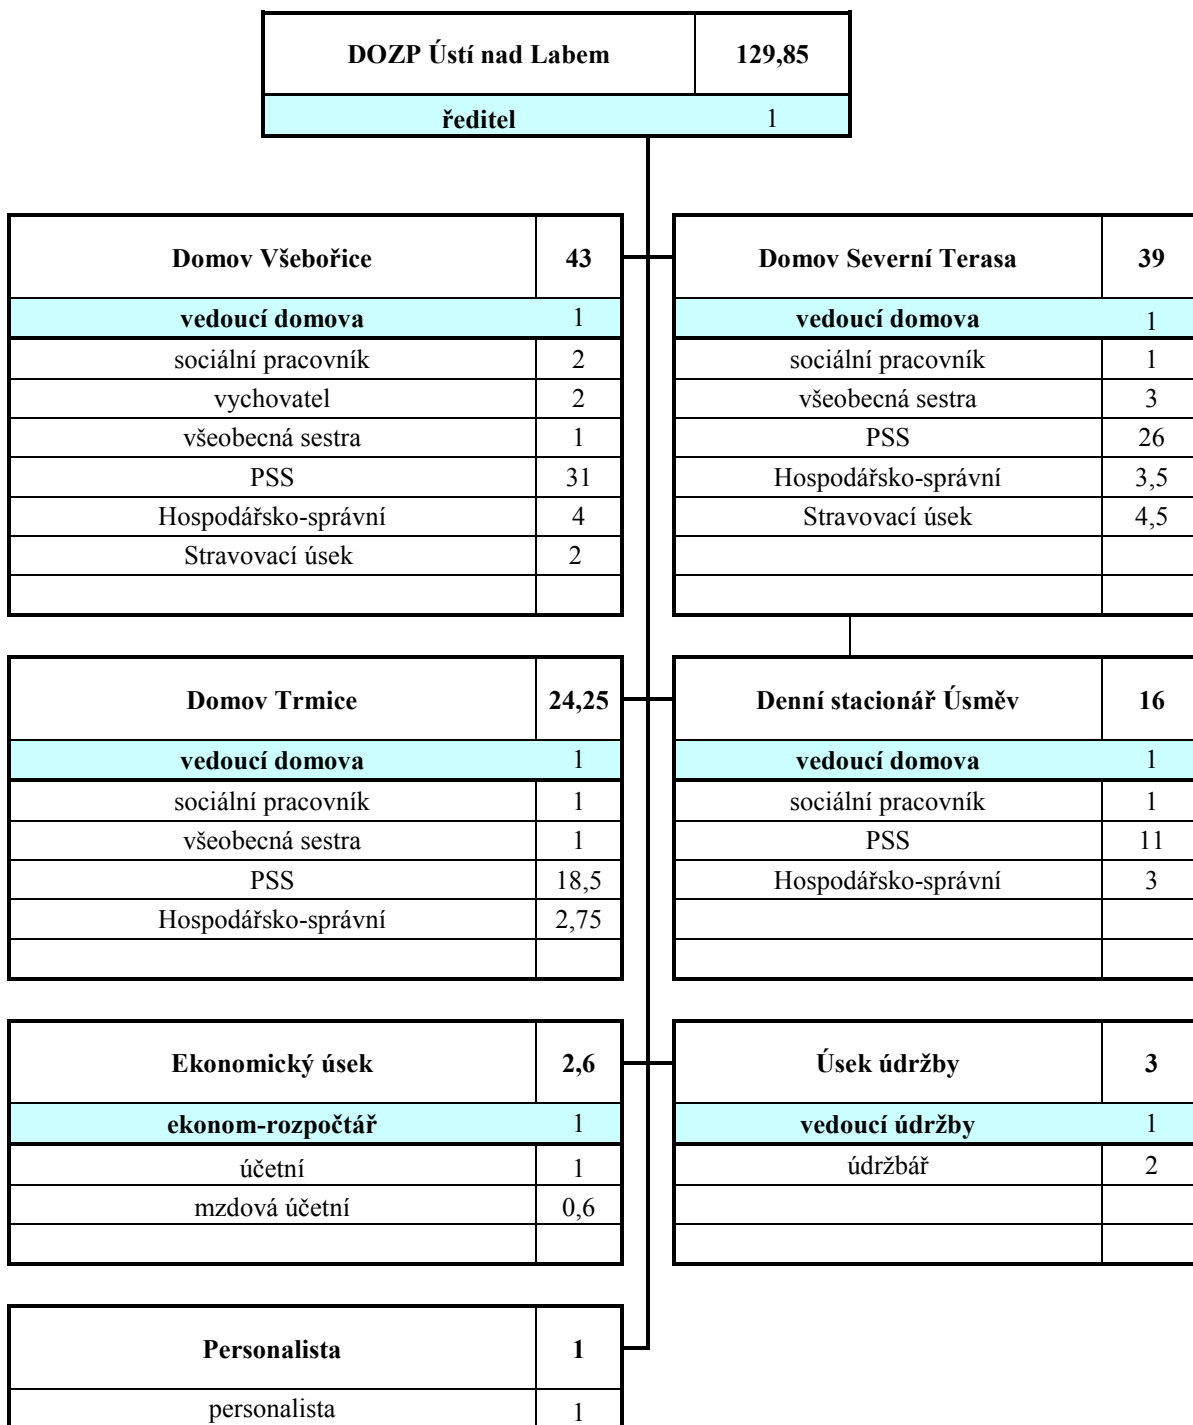 DOZP Ústí nad Labem 129,85
ředitel 1
Domov Všebořice 43
vedoucí domova 1
sociální pracovník 2
vychovatel 2
všeobecná sestra 1
PSS 31
Hospodářsko-správní 4
Stravovací úsek 2
Domov Severní Terasa 39
vedoucí domova 1
sociální pracovník 1
všeobecná sestra 3
PSS 26
Hospodářsko-správní 3,5
Stravovací úsek 4,5
Domov Trmice 24,25
vedoucí domova 1
sociální pracovník 1
všeobecná sestra 1
PSS 18,5
Hospodářsko-správní 2,75
Denní stacionář Úsměv 16
vedoucí domova 1
sociální pracovník 1
PSS 11
Hospodářsko-správní 3
Ekonomický úsek 2,6
ekonom-rozpočtář 1
účetní 1
mzdová účetní 0,6
Úsek údržby 3
vedoucí údržby 1
údržbář 2
Personalista 1
personalista 1